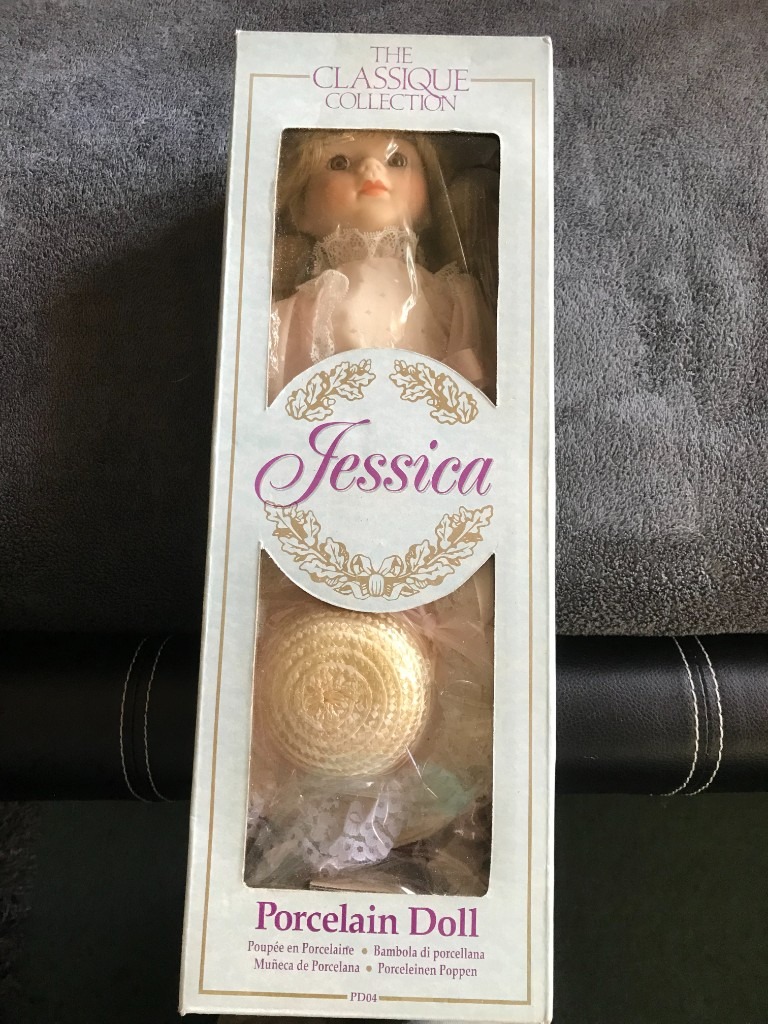 THE
CLASSIQUE
COLLECTION
Jessica
Porcelain Doll
Poupée en Porcelaine • Bambola di porcellana
Muñeca de Porcelana • Porceleinen Poppen
PD04